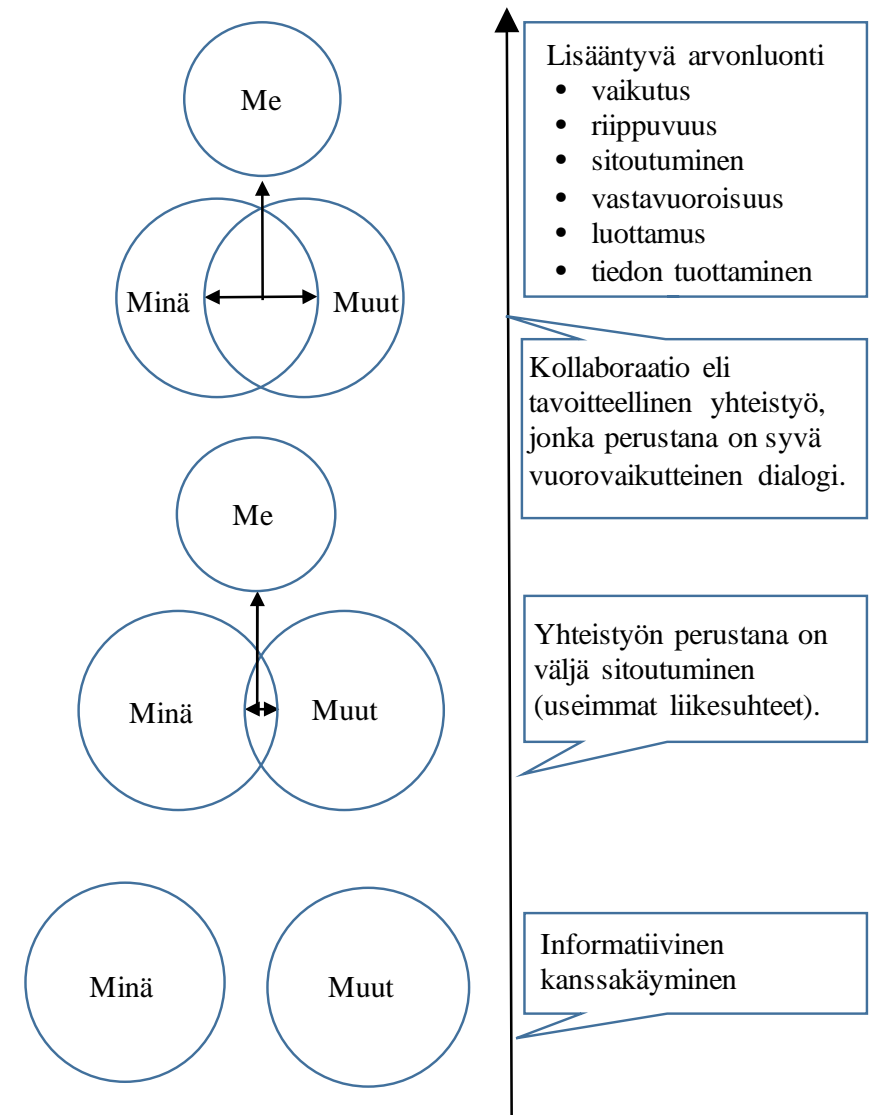 Me
Minä
Muut
Lisääntyvä arvonluonti
• vaikutus
• riippuvuus
• sitoutuminen
• vastavuoroisuus
• luottamus
• tiedon tuottaminen
Kollaboraatio eli
tavoitteellinen yhteistyö,
jonka perustana on syvä
vuorovaikutteinen dialogi.
Me
Minä
Muut
Yhteistyön perustana on
väljä sitoutuminen
(useimmat liikesuhteet).
Minä
Muut
Informatiivinen
kanssakäyminen